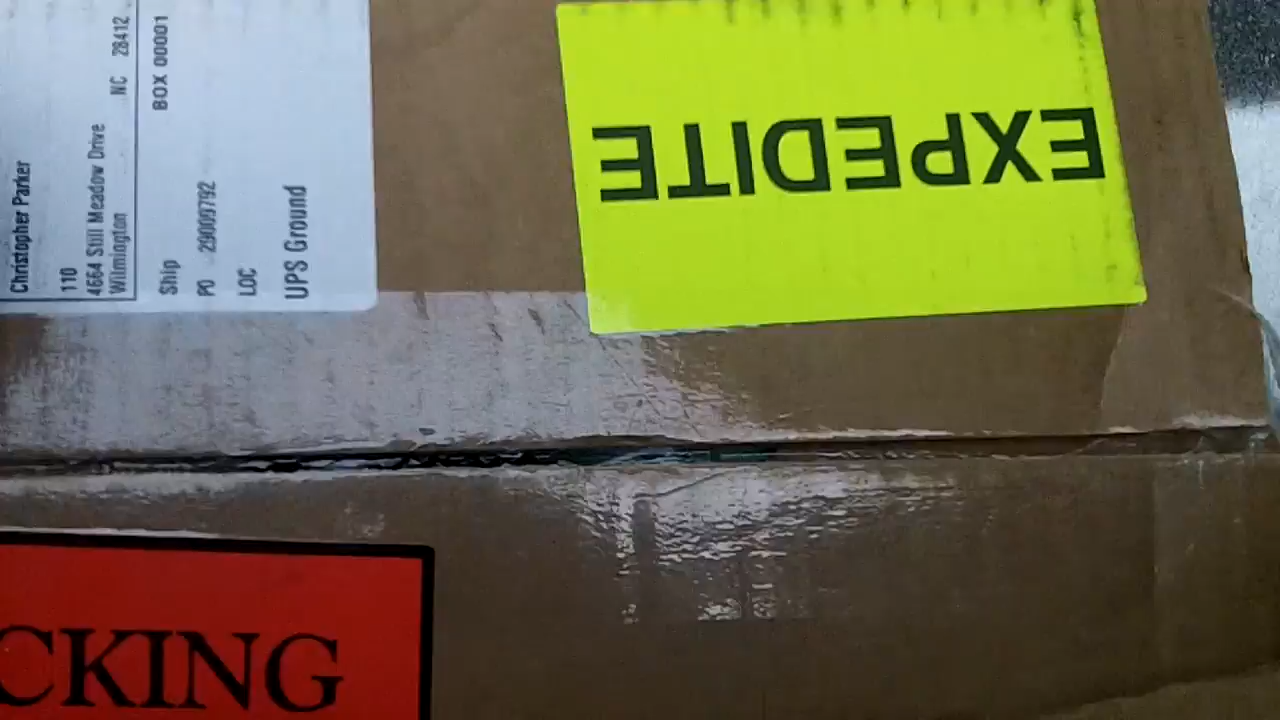 Christopher Parker
110
4664 Still Meadow Drive
Wilmington NC 28412
Ship BOX 00001
PO 29009792
LOC
UPS Ground
EXPEDITE
CKING